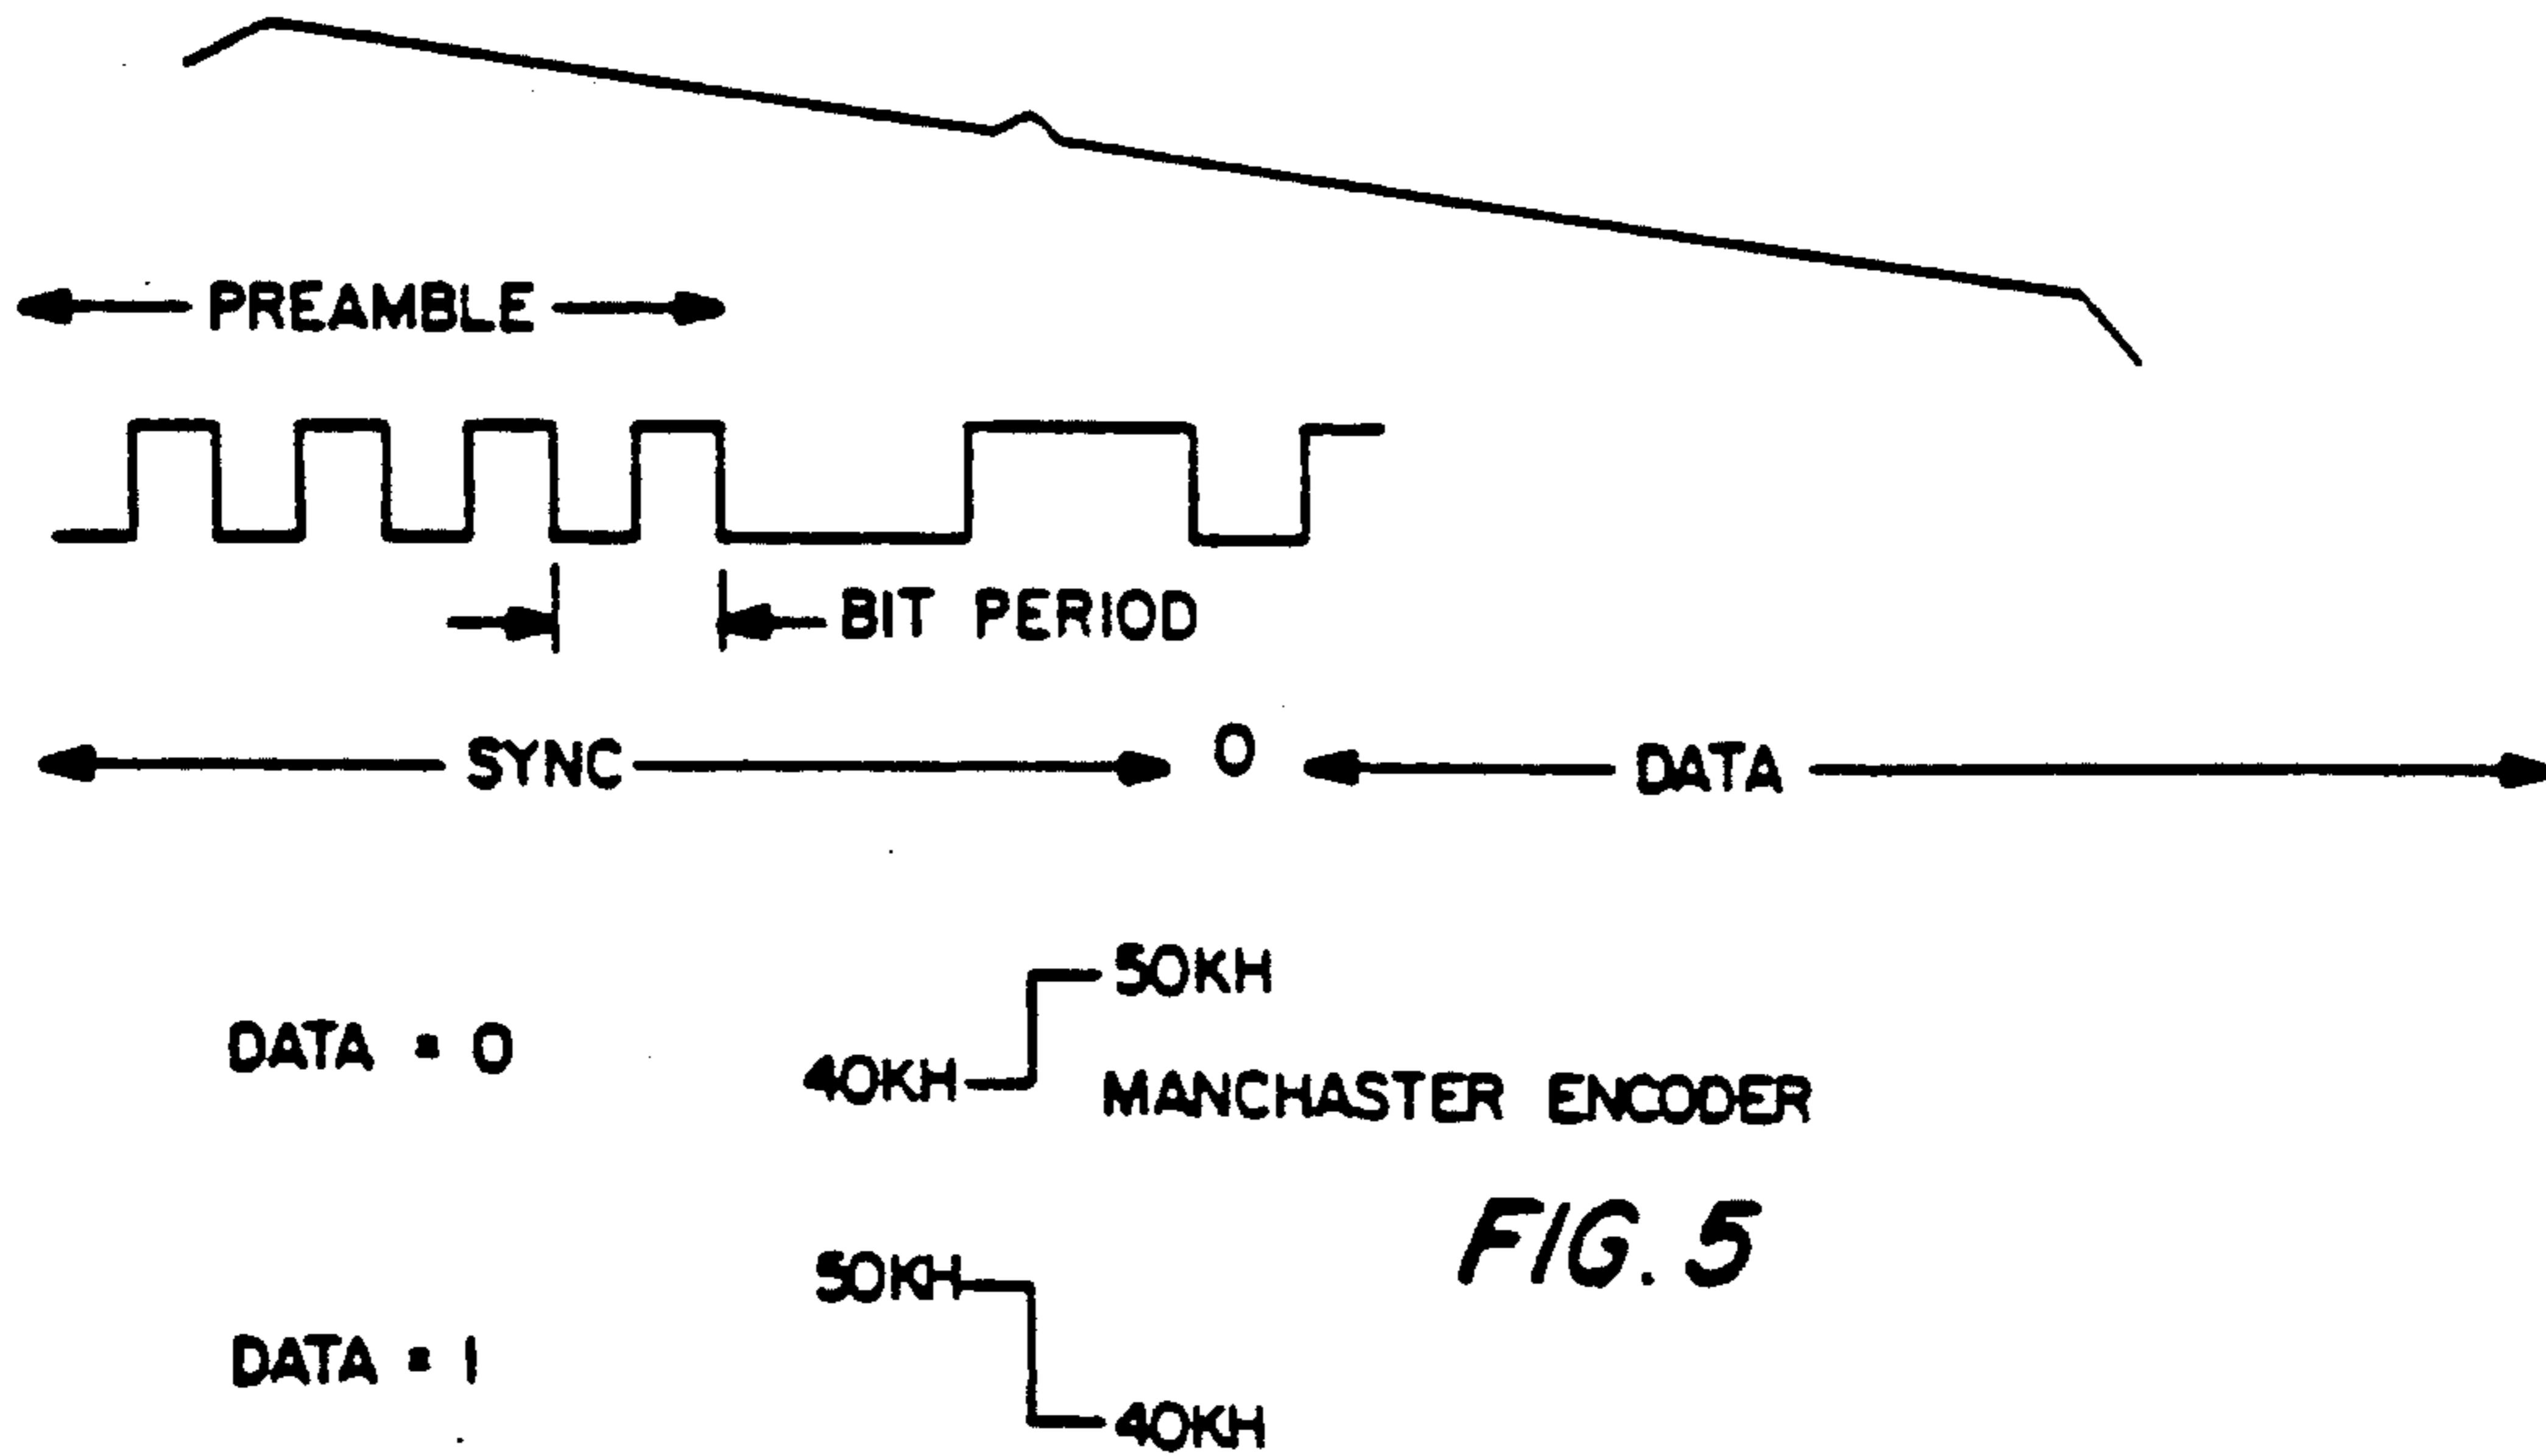 PREAMBLE
BIT PERIOD
SYNC 0 DATA
50KH
DATA = 0 40KH
MANCHASTER ENCODER
FIG. 5
50KH
DATA = 1
40KH